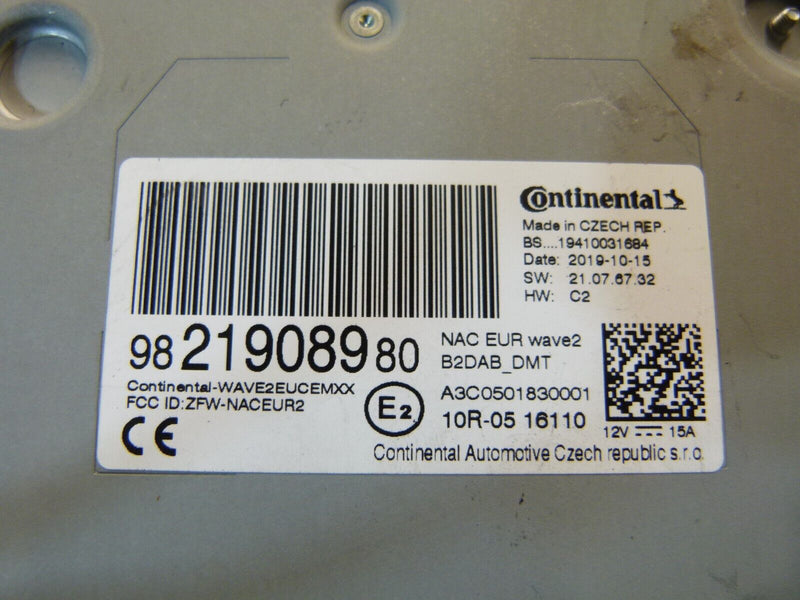 Continental
Made in CZECH REP.
BS....19410031684
Date: 2019-10-15
SW: 21.07.67.32
HW: C2
98 219089 80
NAC EUR wave2
B2DAB_DMT
Continental-WAVE2EUCEMXX
FCC ID:ZFW-NACEUR2
CE
E2
A3C0501830001
10R-05 16110
12V 15A
Continental Automotive Czech republic s.r.o.